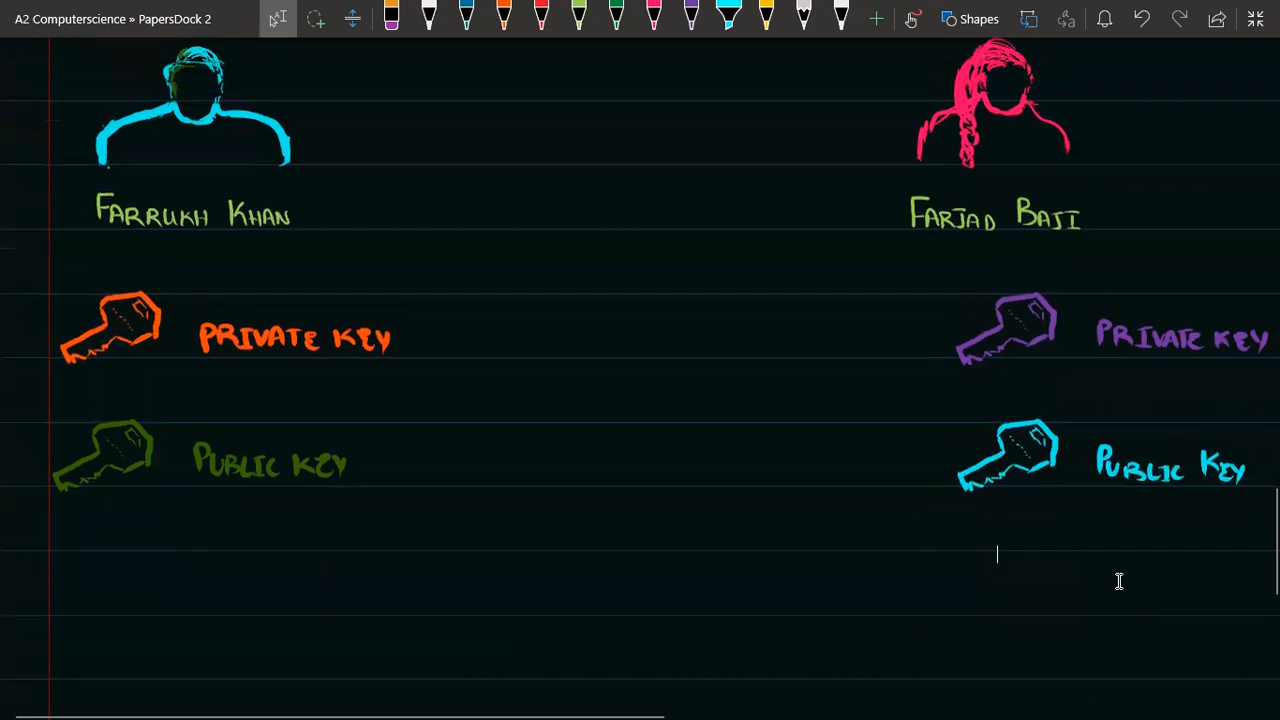 A2 Computerscience » PapersDock 2
Shapes
FARRUKH KHAN
FARJAD BAJI
PRIVATE KEY
PRIVATE KEY
PUBLIC KEY
PUBLIC KEY